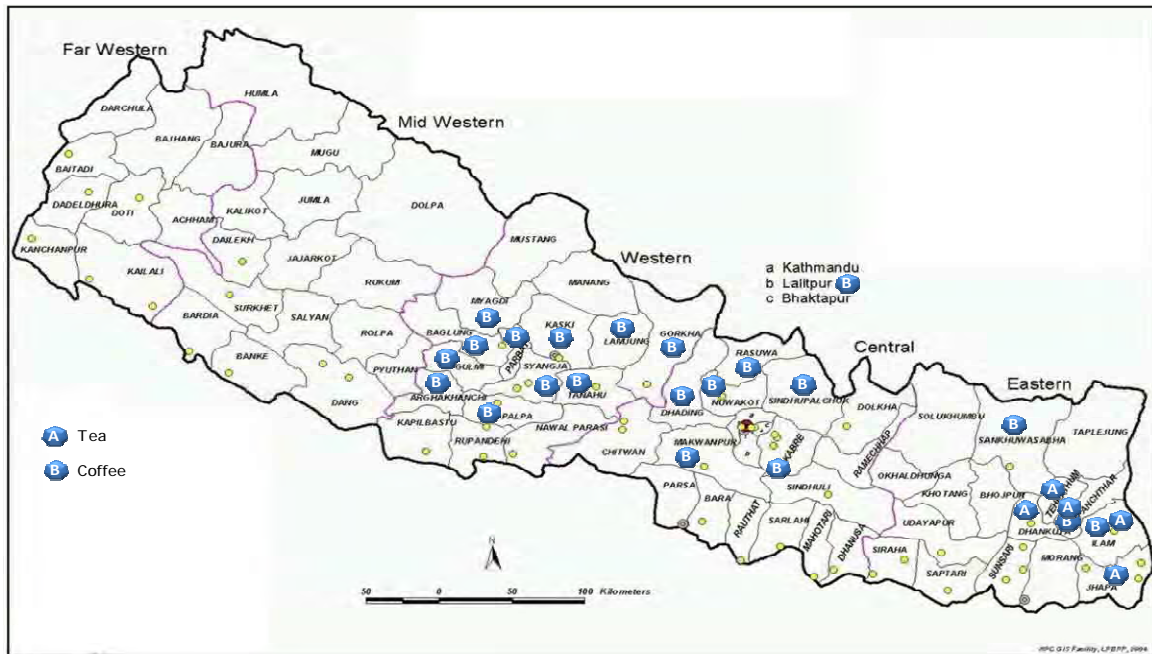 Far Western
HUMLA
DARCHULA
BAJHANG
Mid Western
BAJURA
MUGU
BAITADI
DADELDHURA
DOTI
ACHHAM
KALIKOT
JUMLA
DOLPA
KANCHANPUR
DAILEKH
MUSTANG
KAILALI
JAJARKOT
Western
a Kathmandu
b Lalitpur B
c Bhaktapur
RUKUM
MANANG
SURKHET
BARDIA
SALYAN
MYAGDI
B
ROLPA
BAGLUNG
B
B
KASKI
B
B
LAMJUNG
GORKHA
B
BANKE
PYUTHAN
B
GULMI
PARBAT
SYANGJA
RASUWA
B
Central
Eastern
DANG
B
ARGHAKHANCHI
B
B
TANAHU
B
DHADING
B
NUWAKOT
B
SINDHUPALCHOK
DOLKHA
SOLUKHUMBU
B
SANKHUWASABHA
TAPLEJUNG
KAPILBASTU
B
PALPA
NAWAL PARASI
RUPANDEHI
CHITWAN
MAKWANPUR
B
a
c
b
KABRE
B
RAMECHHAP
A Tea
B Coffee
PARSA
BARA
RAUTHAT
SARLAHI
MAHOTARI
DHANUSA
SINDHULI
OKHALDHUNGA
KHOTANG
BHOJPUR
A
A
A
B
PANCHTHAR
DHANKUTA
B
A
ILAM
UDAYAPUR
SIRAHA
SAPTARI
SUNSARI
MORANG
A
JHAPA
N
50 0 50 100 Kilometers